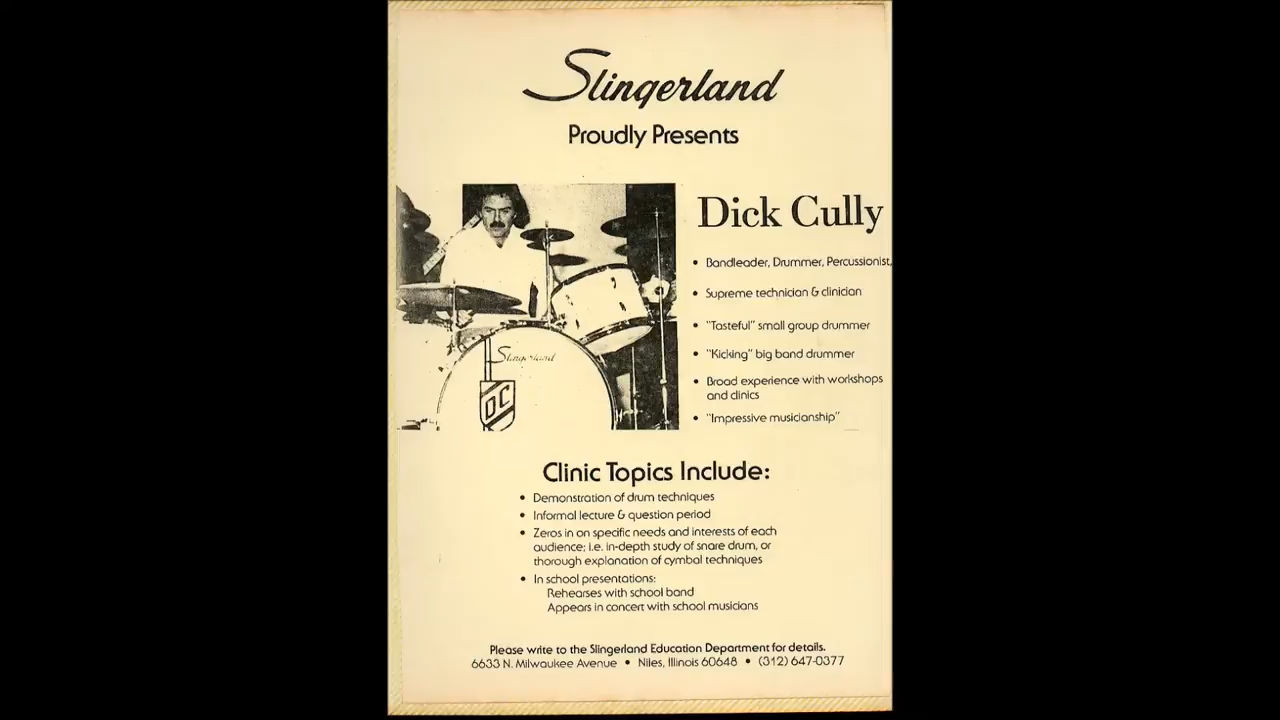 Slingerland
Proudly Presents
Dick Cully
• Bandleader, Drummer, Percussionist,
• Supreme technician & clinician
• "Tasteful" small group drummer
• "Kicking" big band drummer
• Broad experience with workshops
and clinics
• "Impressive musicianship"
Slingerland
DC
Clinic Topics Include:
• Demonstration of drum techniques
• Informal lecture & question period
• Zeros in on specific needs and interests of each
audience; i.e. in-depth study of snare drum, or
thorough explanation of cymbal techniques
• In school presentations:
Rehearses with school band
Appears in concert with school musicians
Please write to the Slingerland Education Department for details.
6633 N. Milwaukee Avenue • Niles, Illinois 60648 • (312) 647-0377